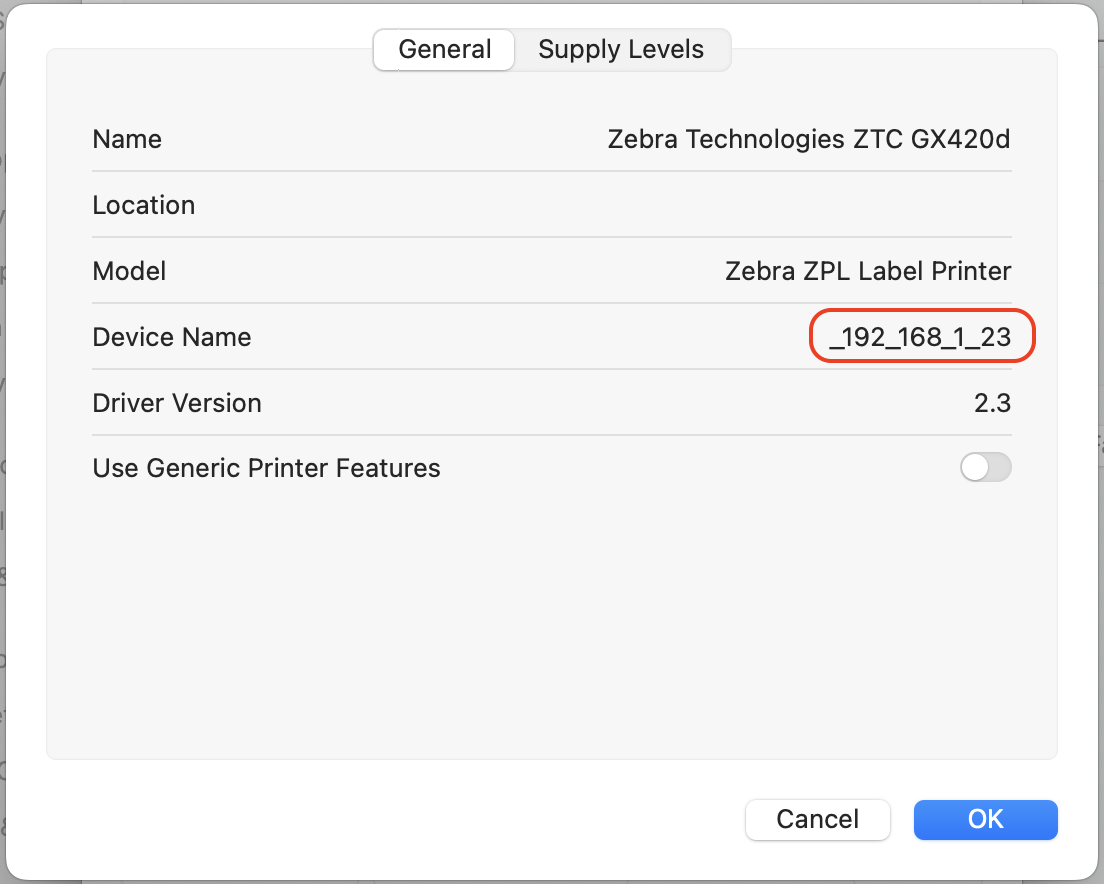 General Supply Levels
Name Zebra Technologies ZTC GX420d
Location
Model Zebra ZPL Label Printer
Device Name _192_168_1_23
Driver Version 2.3
Use Generic Printer Features
Cancel OK